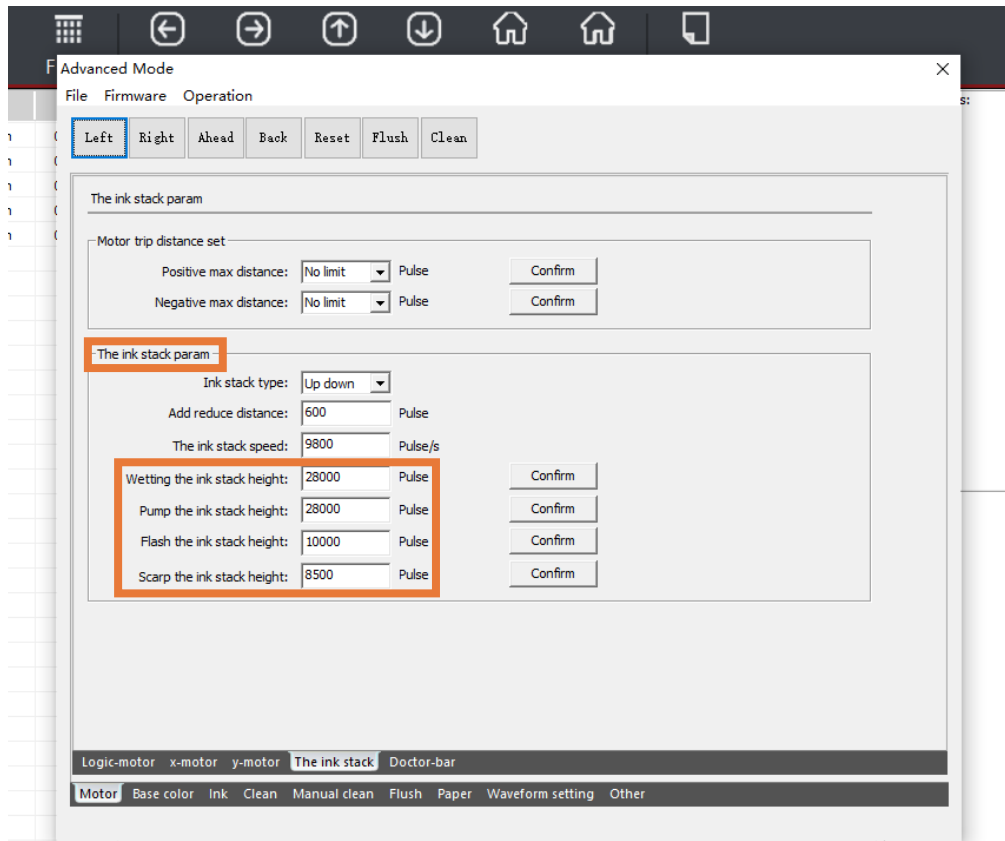 F
Advanced Mode
File Firmware Operation
s:
Left Right Ahead Back Reset Flush Clean
The ink stack param
Motor trip distance set
Positive max distance: No limit Pulse Confirm
Negative max distance: No limit Pulse Confirm
The ink stack param
Ink stack type: Up down
Add reduce distance: 600 Pulse
The ink stack speed: 9800 Pulse/s
Wetting the ink stack height: 28000 Pulse Confirm
Pump the ink stack height: 28000 Pulse Confirm
Flash the ink stack height: 10000 Pulse Confirm
Scarp the ink stack height: 8500 Pulse Confirm
Logic-motor x-motor y-motor The ink stack Doctor-bar
Motor Base color Ink Clean Manual clean Flush Paper Waveform setting Other